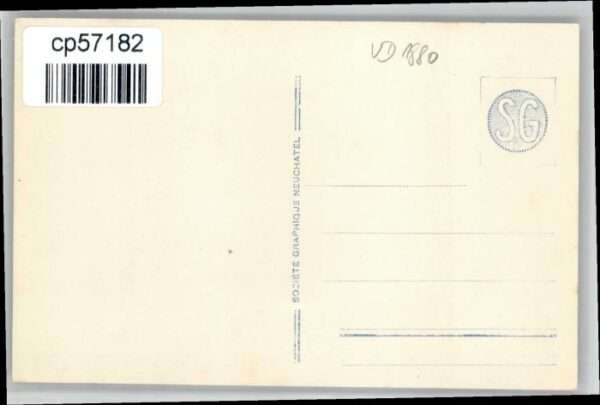 cp57182
VD 1880
SG
SOCIÉTÉ GRAPHIQUE NEUCHATEL